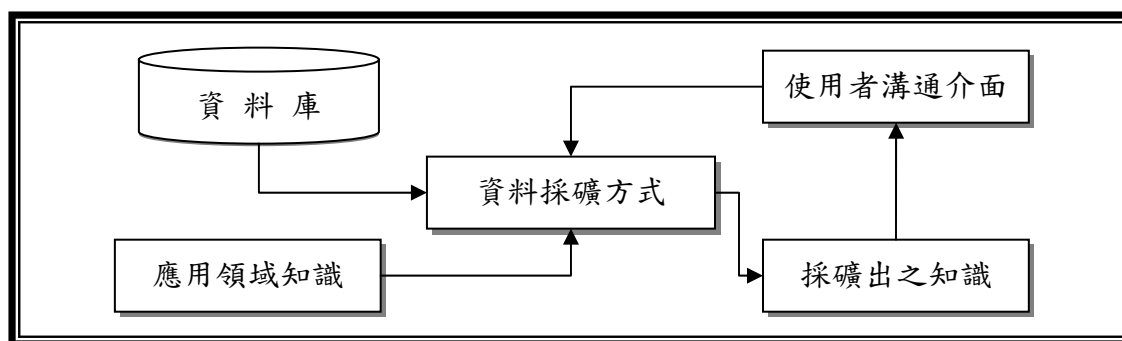 資料庫
使用者溝通介面
資料採礦方式
應用領域知識
採礦出之知識